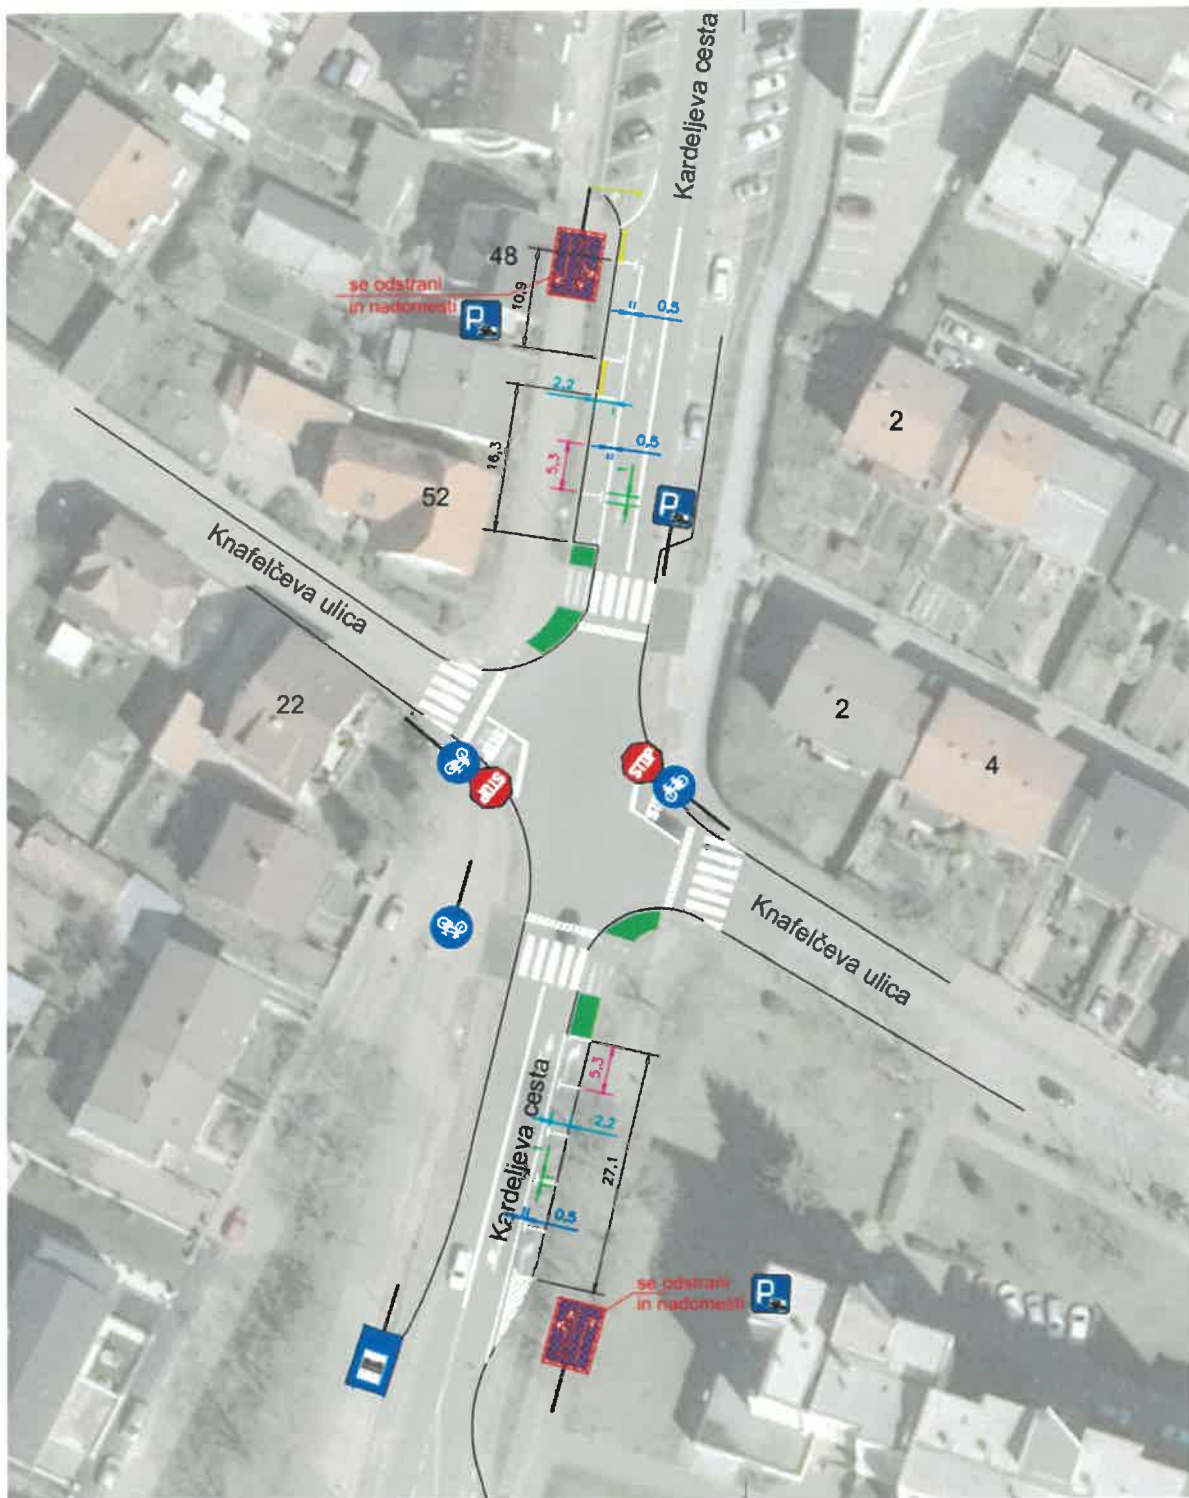 Kardeljeva cesta
48
se odstrani
in nadomesti
10,9
P
0,5
2
2,2
16,3
5,3
0,5
52
P
Knafelčeva ulica
22
2
4
STOP
STOP
Knafelčeva ulica
5,3
Kardeljeva cesta
2,2
27,1
0,5
se odstrani
in nadomesti
P